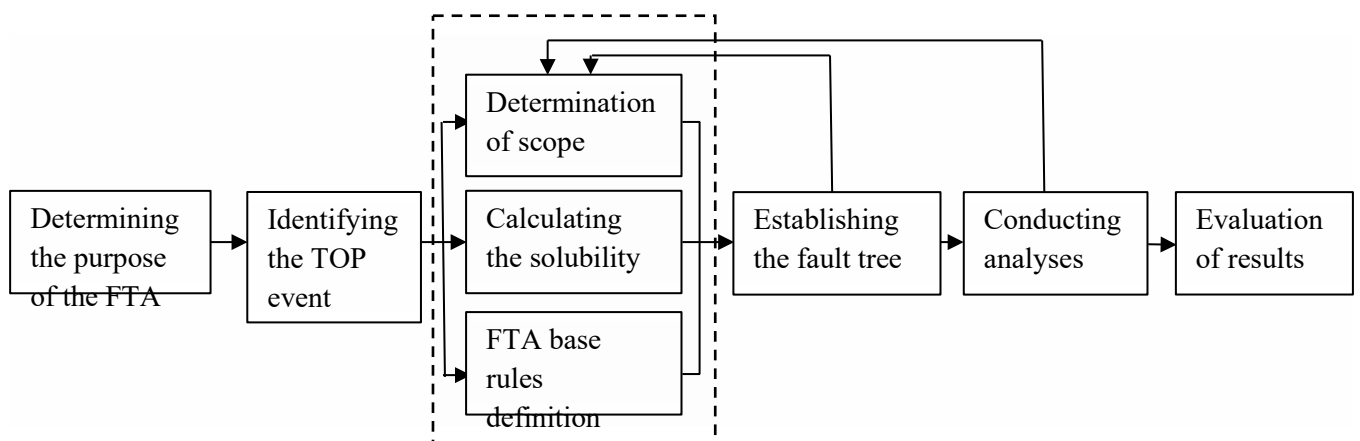 Determining
the purpose
of the FTA
Identifying
the TOP
event
Determination
of scope
Calculating
the solubility
FTA base
rules
definition
Establishing
the fault tree
Conducting
analyses
Evaluation
of results